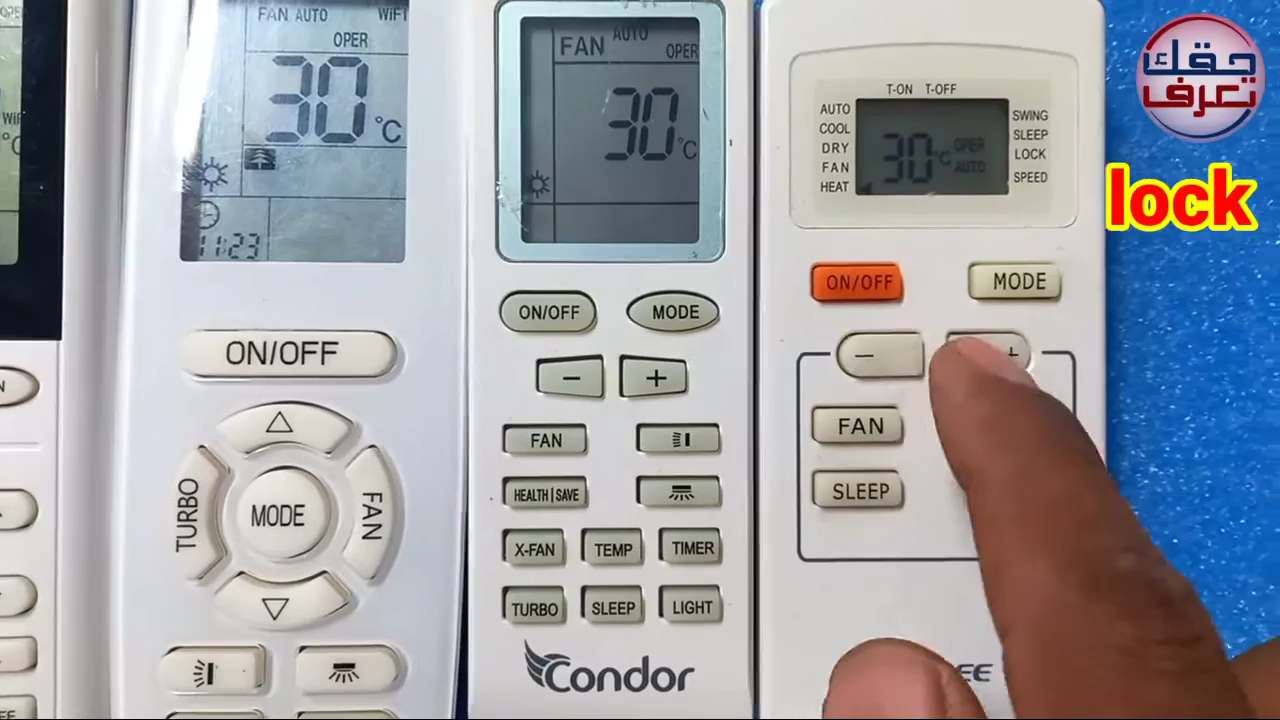 FAN AUTO WiFi
OPER
30 °C
11:23
ON/OFF
TURBO
MODE
FAN
FAN AUTO
OPER
30 °C
ON/OFF
MODE
−
+
FAN
HEALTH | SAVE
X-FAN
TEMP
TIMER
TURBO
SLEEP
LIGHT
Condor
T-ON T-OFF
AUTO
COOL
DRY
FAN
HEAT
30 °C OPER
AUTO
SWING
SLEEP
LOCK
SPEED
ON/OFF
MODE
−
+
FAN
SLEEP
حقك
تعرف
lock